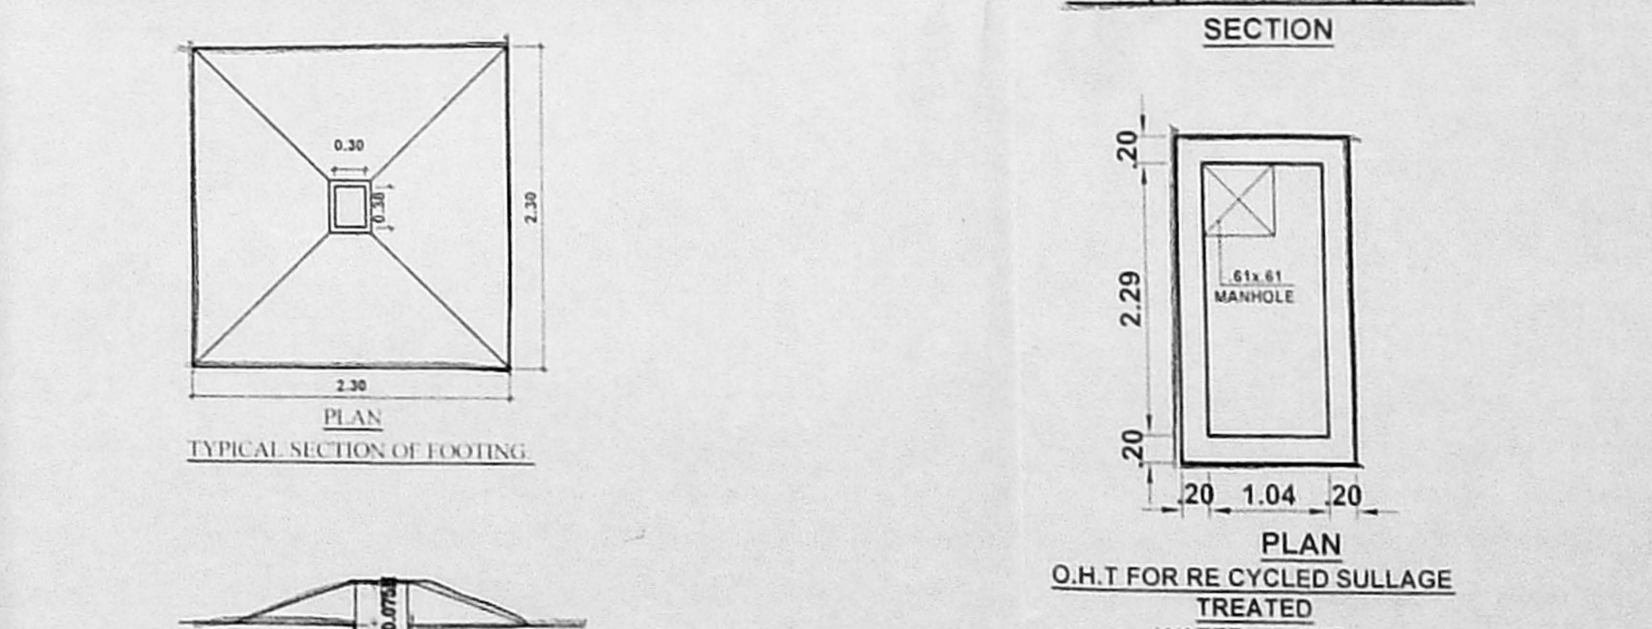 0.30
0.30
2.30
2.30
PLAN
TYPICAL SECTION OF FOOTING.
SECTION
.20
2.29
.61x.61
MANHOLE
.20
.20 1.04 .20
PLAN
O.H.T FOR RE CYCLED SULLAGE
TREATED